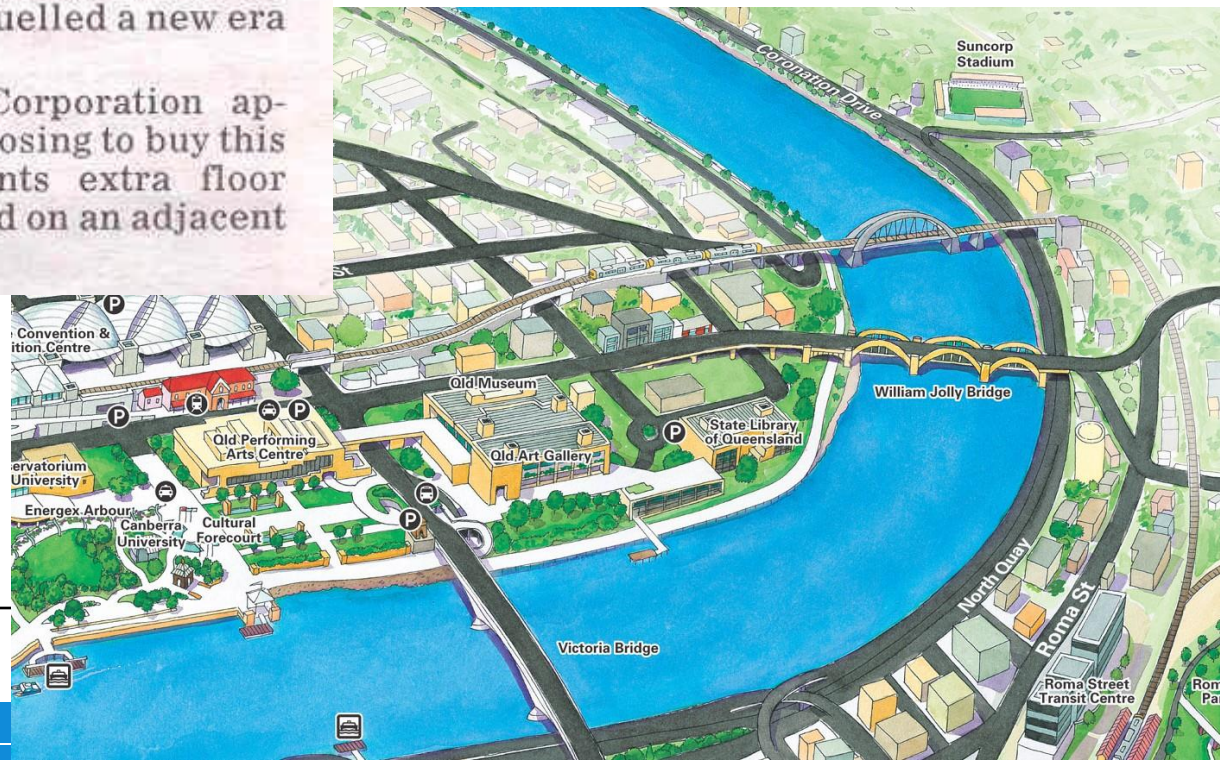 uelled a new era
Corporation ap-
osing to buy this
nts extra floor
d on an adjacent
Coronation Drive
Suncorp
Stadium
St
P
Convention &
ition Centre
William Jolly Bridge
Qld Museum
P
P
Qld Performing
Arts Centre
Qld Art Gallery
P
State Library
of Queensland
servatorium
University
Energex Arbour
Canberra
University
Cultural
Forecourt
P
North Quay
Roma St
Victoria Bridge
Roma Street
Transit Centre
Rom
Pa